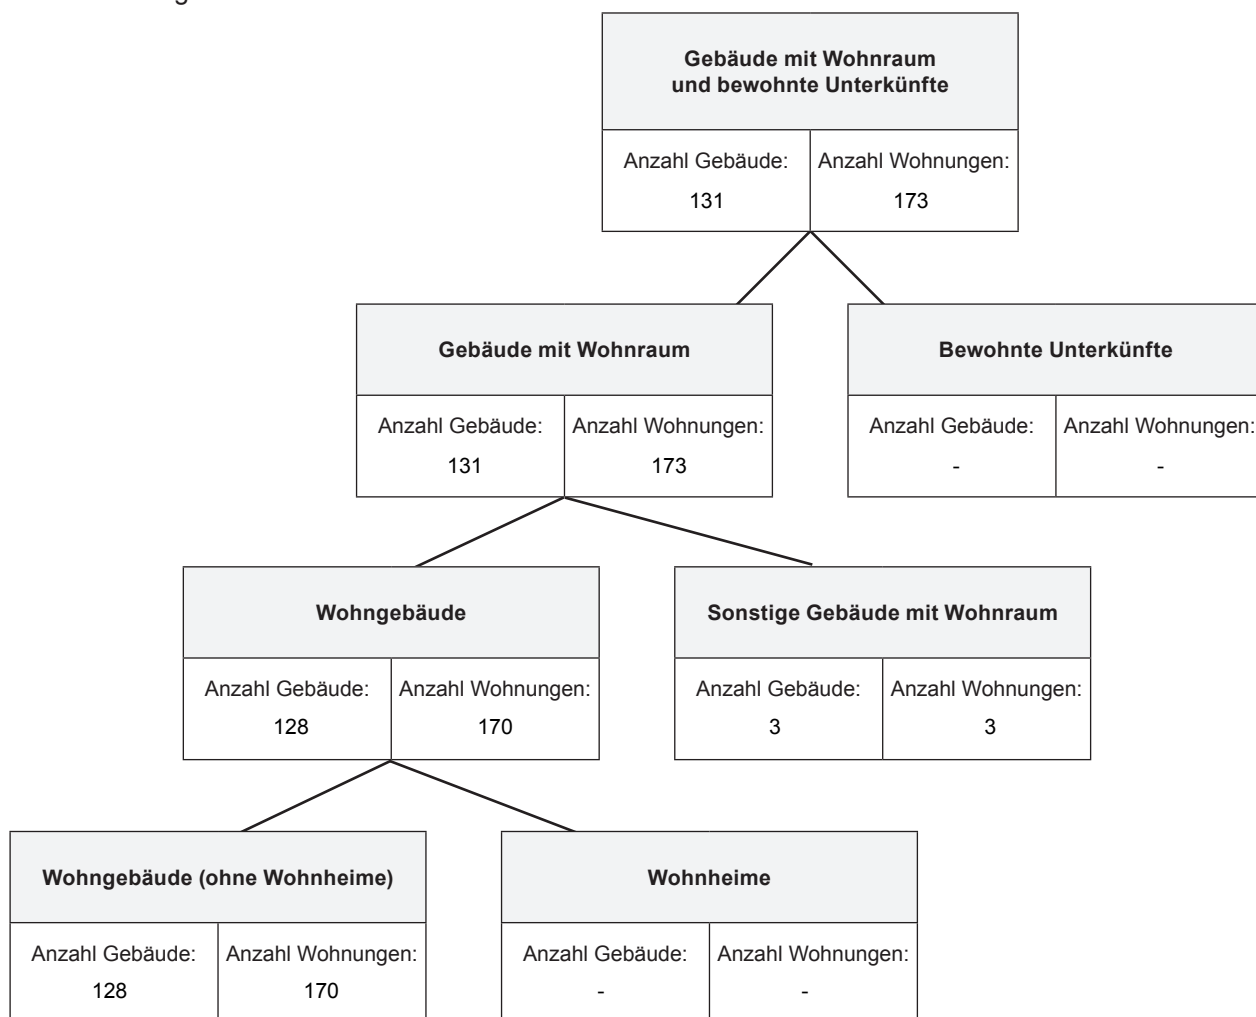 Gebäude mit Wohnraum
und bewohnte Unterkünfte
Anzahl Gebäude: Anzahl Wohnungen:
131 173
Gebäude mit Wohnraum Bewohnte Unterkünfte
Anzahl Gebäude: Anzahl Wohnungen: Anzahl Gebäude: Anzahl Wohnungen:
131 173 - -
Wohngebäude Sonstige Gebäude mit Wohnraum
Anzahl Gebäude: Anzahl Wohnungen: Anzahl Gebäude: Anzahl Wohnungen:
128 170 3 3
Wohngebäude (ohne Wohnheime) Wohnheime
Anzahl Gebäude: Anzahl Wohnungen: Anzahl Gebäude: Anzahl Wohnungen:
128 170 - -